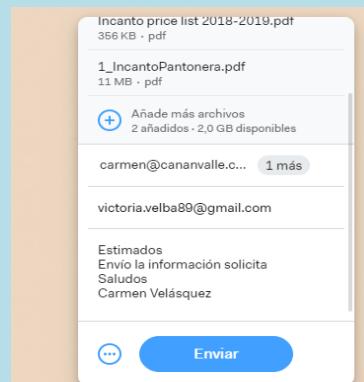 Incanto price list 2018-2019.pdf
356 KB · pdf
1_IncantoPantonera.pdf
11 MB · pdf
Añade más archivos
2 añadidos · 2,0 GB disponibles
carmen@cananvalle.c... 1 más
victoria.velba89@gmail.com
Estimados
Envío la información solicita
Saludos
Carmen Velásquez
Enviar